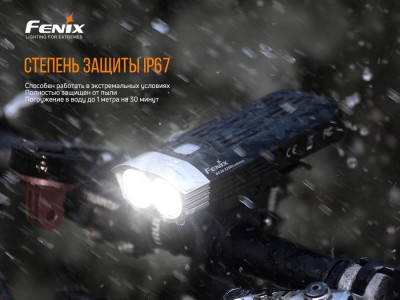 FENIX
LIGHTING FOR EXTREMES
СТЕПЕНЬ ЗАЩИТЫ IP67
Способен работать в экстремальных условиях
Полностью защищен от пыли
Погружение в воду до 1 метра на 30 минут
FENIX
CE